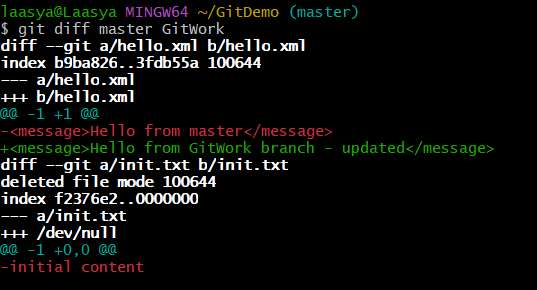 laasya@Laasya MINGW64 ~/GitDemo (master)
$ git diff master GitWork
diff --git a/hello.xml b/hello.xml
index b9ba826..3fdb55a 100644
--- a/hello.xml
+++ b/hello.xml
@@ -1 +1 @@
-<message>Hello from master</message>
+<message>Hello from GitWork branch - updated</message>
diff --git a/init.txt b/init.txt
deleted file mode 100644
index f2376e2..0000000
--- a/init.txt
+++ /dev/null
@@ -1 +0,0 @@
-initial content